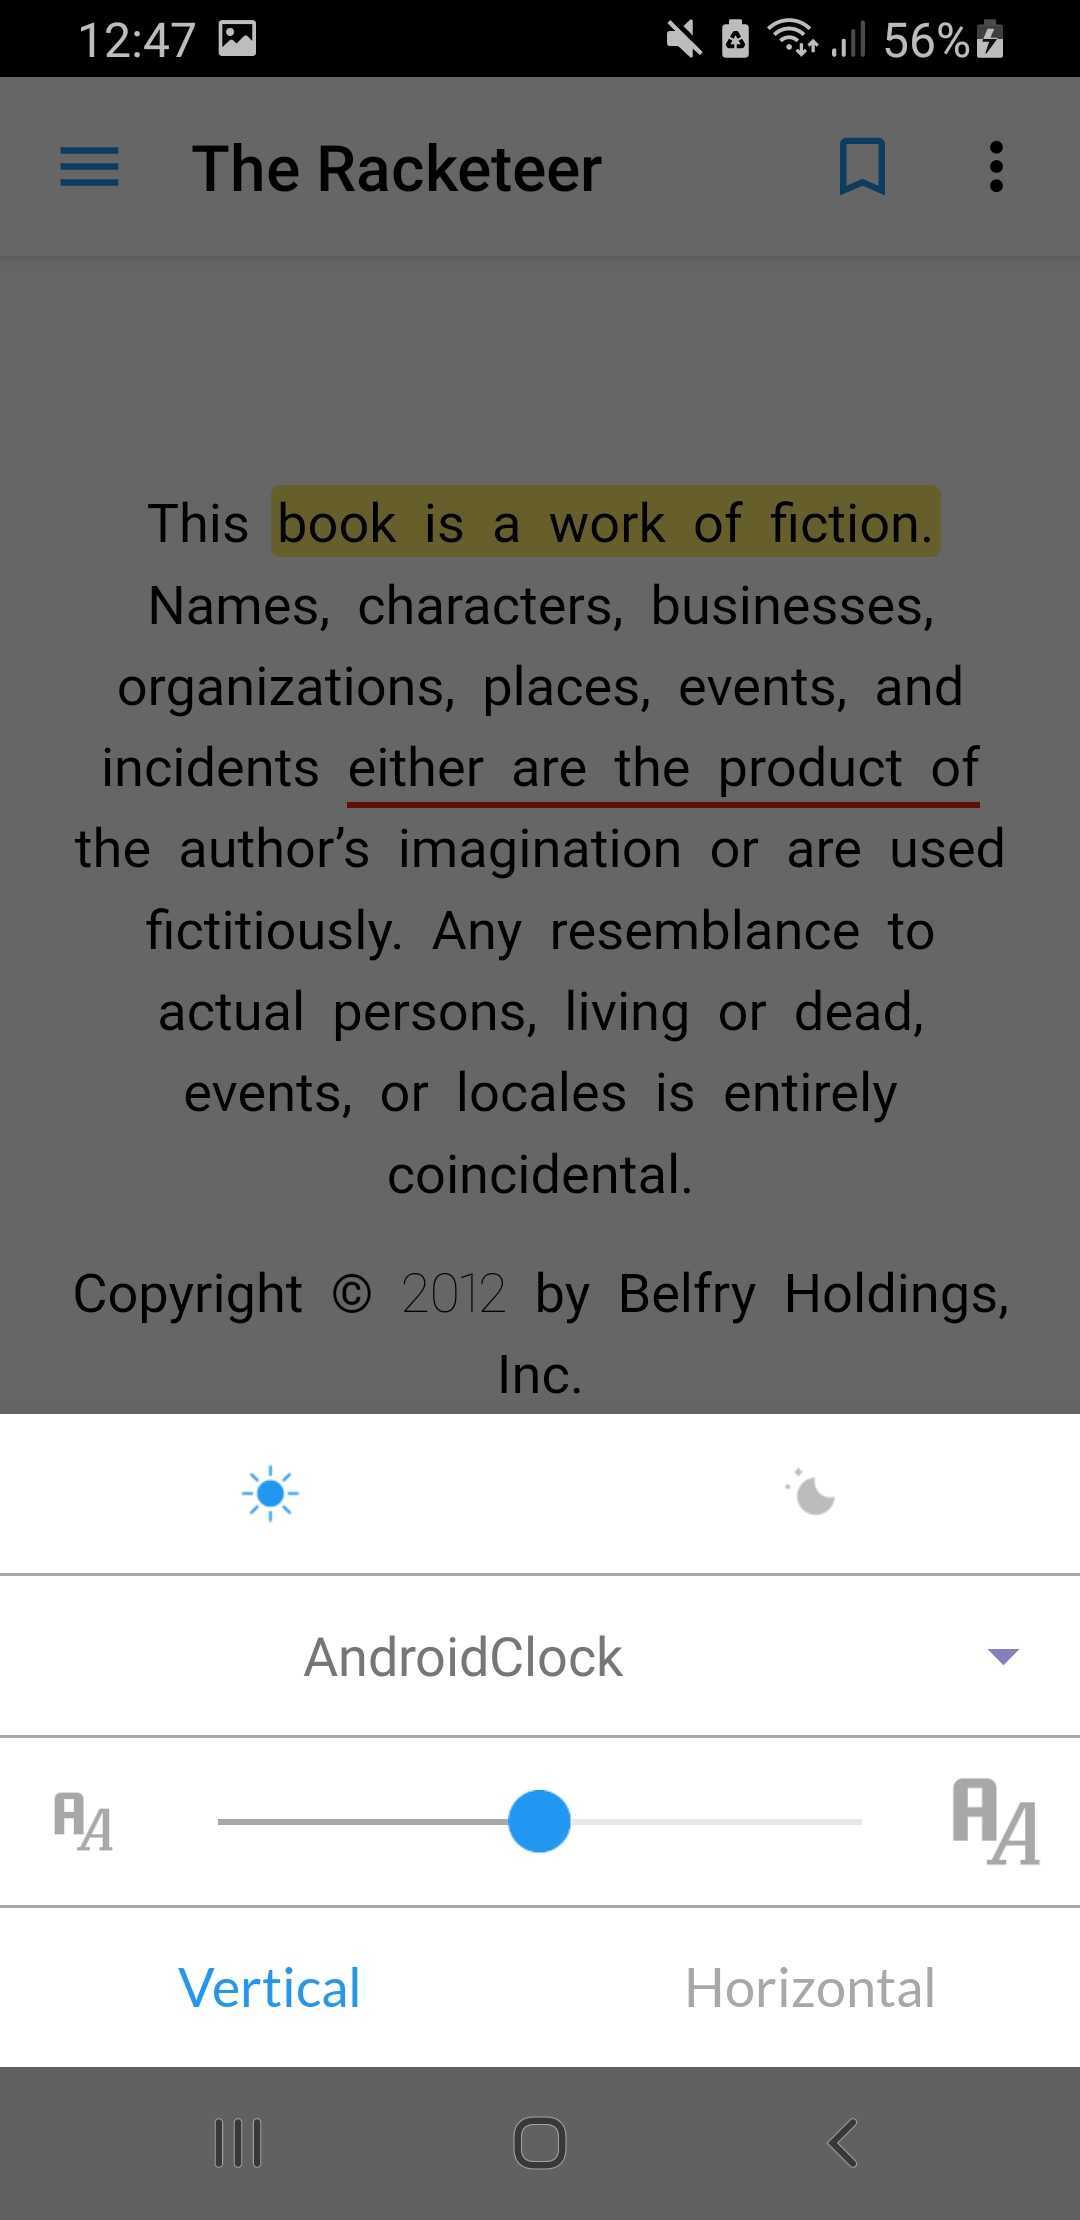 12:47
56%
The Racketeer
This book is a work of fiction.
Names, characters, businesses,
organizations, places, events, and
incidents either are the product of
the author’s imagination or are used
fictitiously. Any resemblance to
actual persons, living or dead,
events, or locales is entirely
coincidental.
Copyright © 2012 by Belfry Holdings,
Inc.
AndroidClock
Vertical
Horizontal